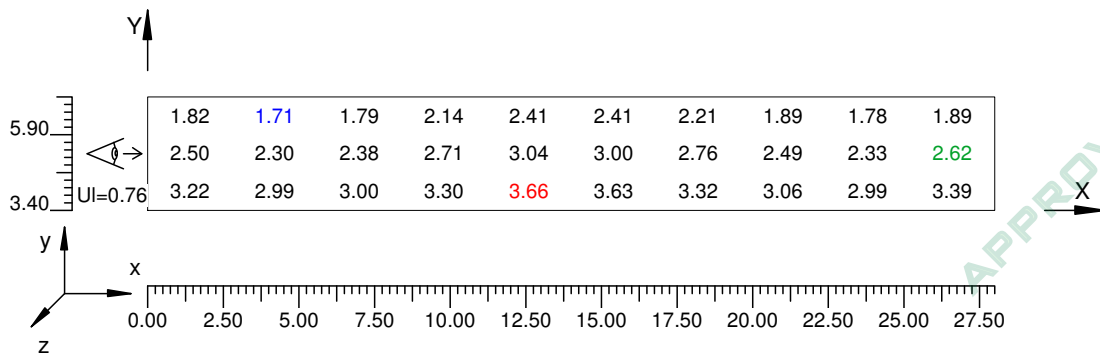 Y
1.82 1.71 1.79 2.14 2.41 2.41 2.21 1.89 1.78 1.89
5.90
2.50 2.30 2.38 2.71 3.04 3.00 2.76 2.49 2.33 2.62
UI=0.76
3.22 2.99 3.00 3.30 3.66 3.63 3.32 3.06 2.99 3.39
3.40
X
y
x
z
0.00 2.50 5.00 7.50 10.00 12.50 15.00 17.50 20.00 22.50 25.00 27.50